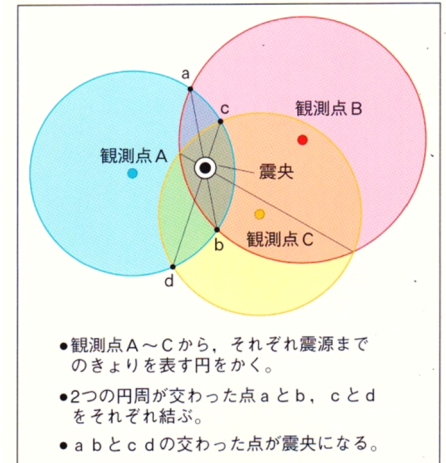 a
c
観測点B
観測点A
震央
観測点C
b
d
●観測点A～Cから，それぞれ震源まで
のきょりを表す円をかく。
●2つの円周が交わった点aとb，cとd
をそれぞれ結ぶ。
●abとcdの交わった点が震央になる。